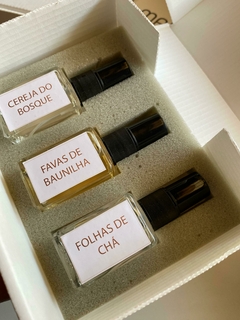 CEREJA DO
BOSQUE
FAVAS DE
BAUNILHA
FOLHAS DE
CHÁ